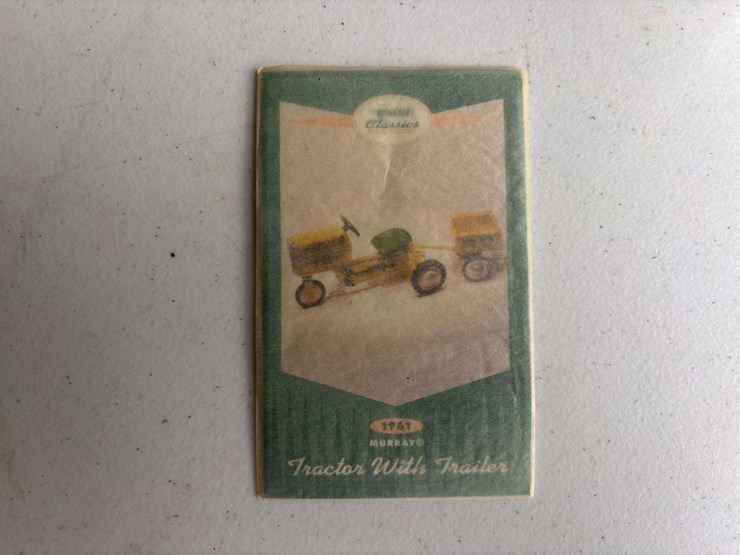 Classics
1961
MURRAY®
Tractor With Trailer